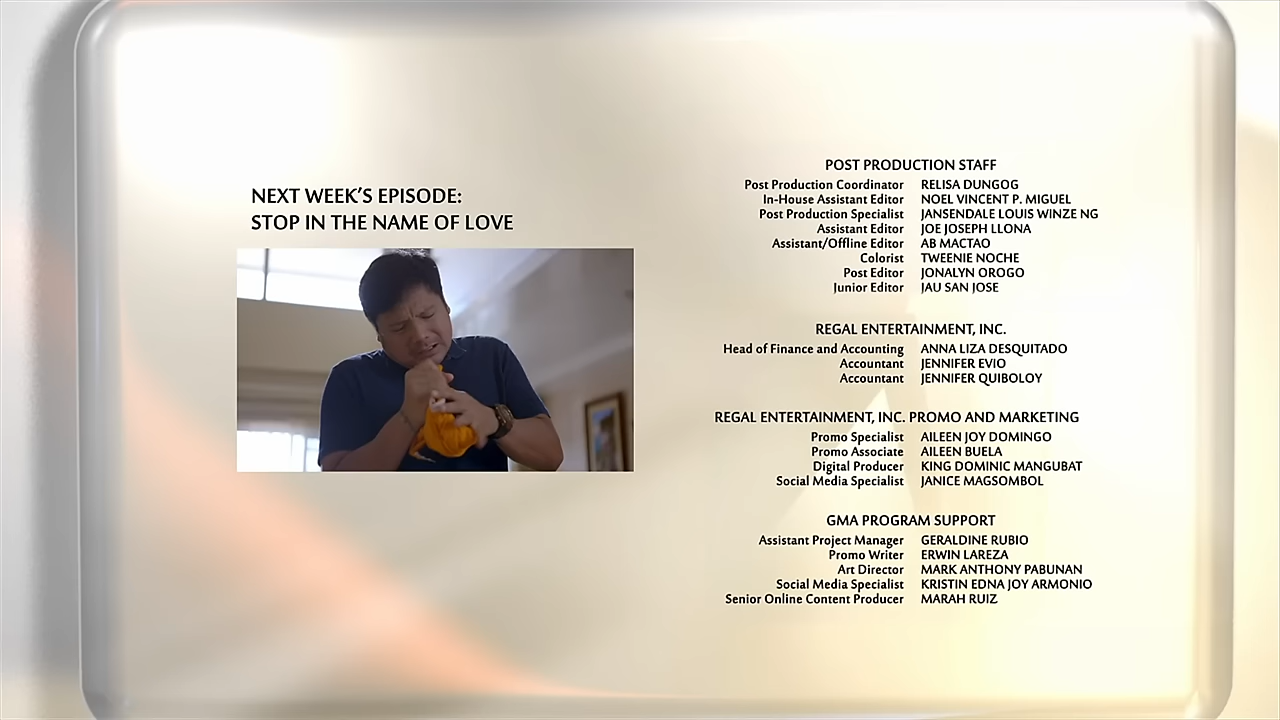 NEXT WEEK'S EPISODE:
STOP IN THE NAME OF LOVE
POST PRODUCTION STAFF
Post Production Coordinator RELISA DUNGOG
In-House Assistant Editor NOEL VINCENT P. MIGUEL
Post Production Specialist JANSENDALE LOUIS WINZE NG
Assistant Editor JOE JOSEPH LLONA
Assistant/Offline Editor AB MACTAO
Colorist TWEENIE NOCHE
Post Editor JONALYN OROGO
Junior Editor JAU SAN JOSE
REGAL ENTERTAINMENT, INC.
Head of Finance and Accounting ANNA LIZA DESQUITADO
Accountant JENNIFER EVIO
Accountant JENNIFER QUIBOLOY
REGAL ENTERTAINMENT, INC. PROMO AND MARKETING
Promo Specialist AILEEN JOY DOMINGO
Promo Associate AILEEN BUELA
Digital Producer KING DOMINIC MANGUBAT
Social Media Specialist JANICE MAGSOMBOL
GMA PROGRAM SUPPORT
Assistant Project Manager GERALDINE RUBIO
Promo Writer ERWIN LAREZA
Art Director MARK ANTHONY PABUNAN
Social Media Specialist KRISTIN EDNA JOY ARMONIO
Senior Online Content Producer MARAH RUIZ